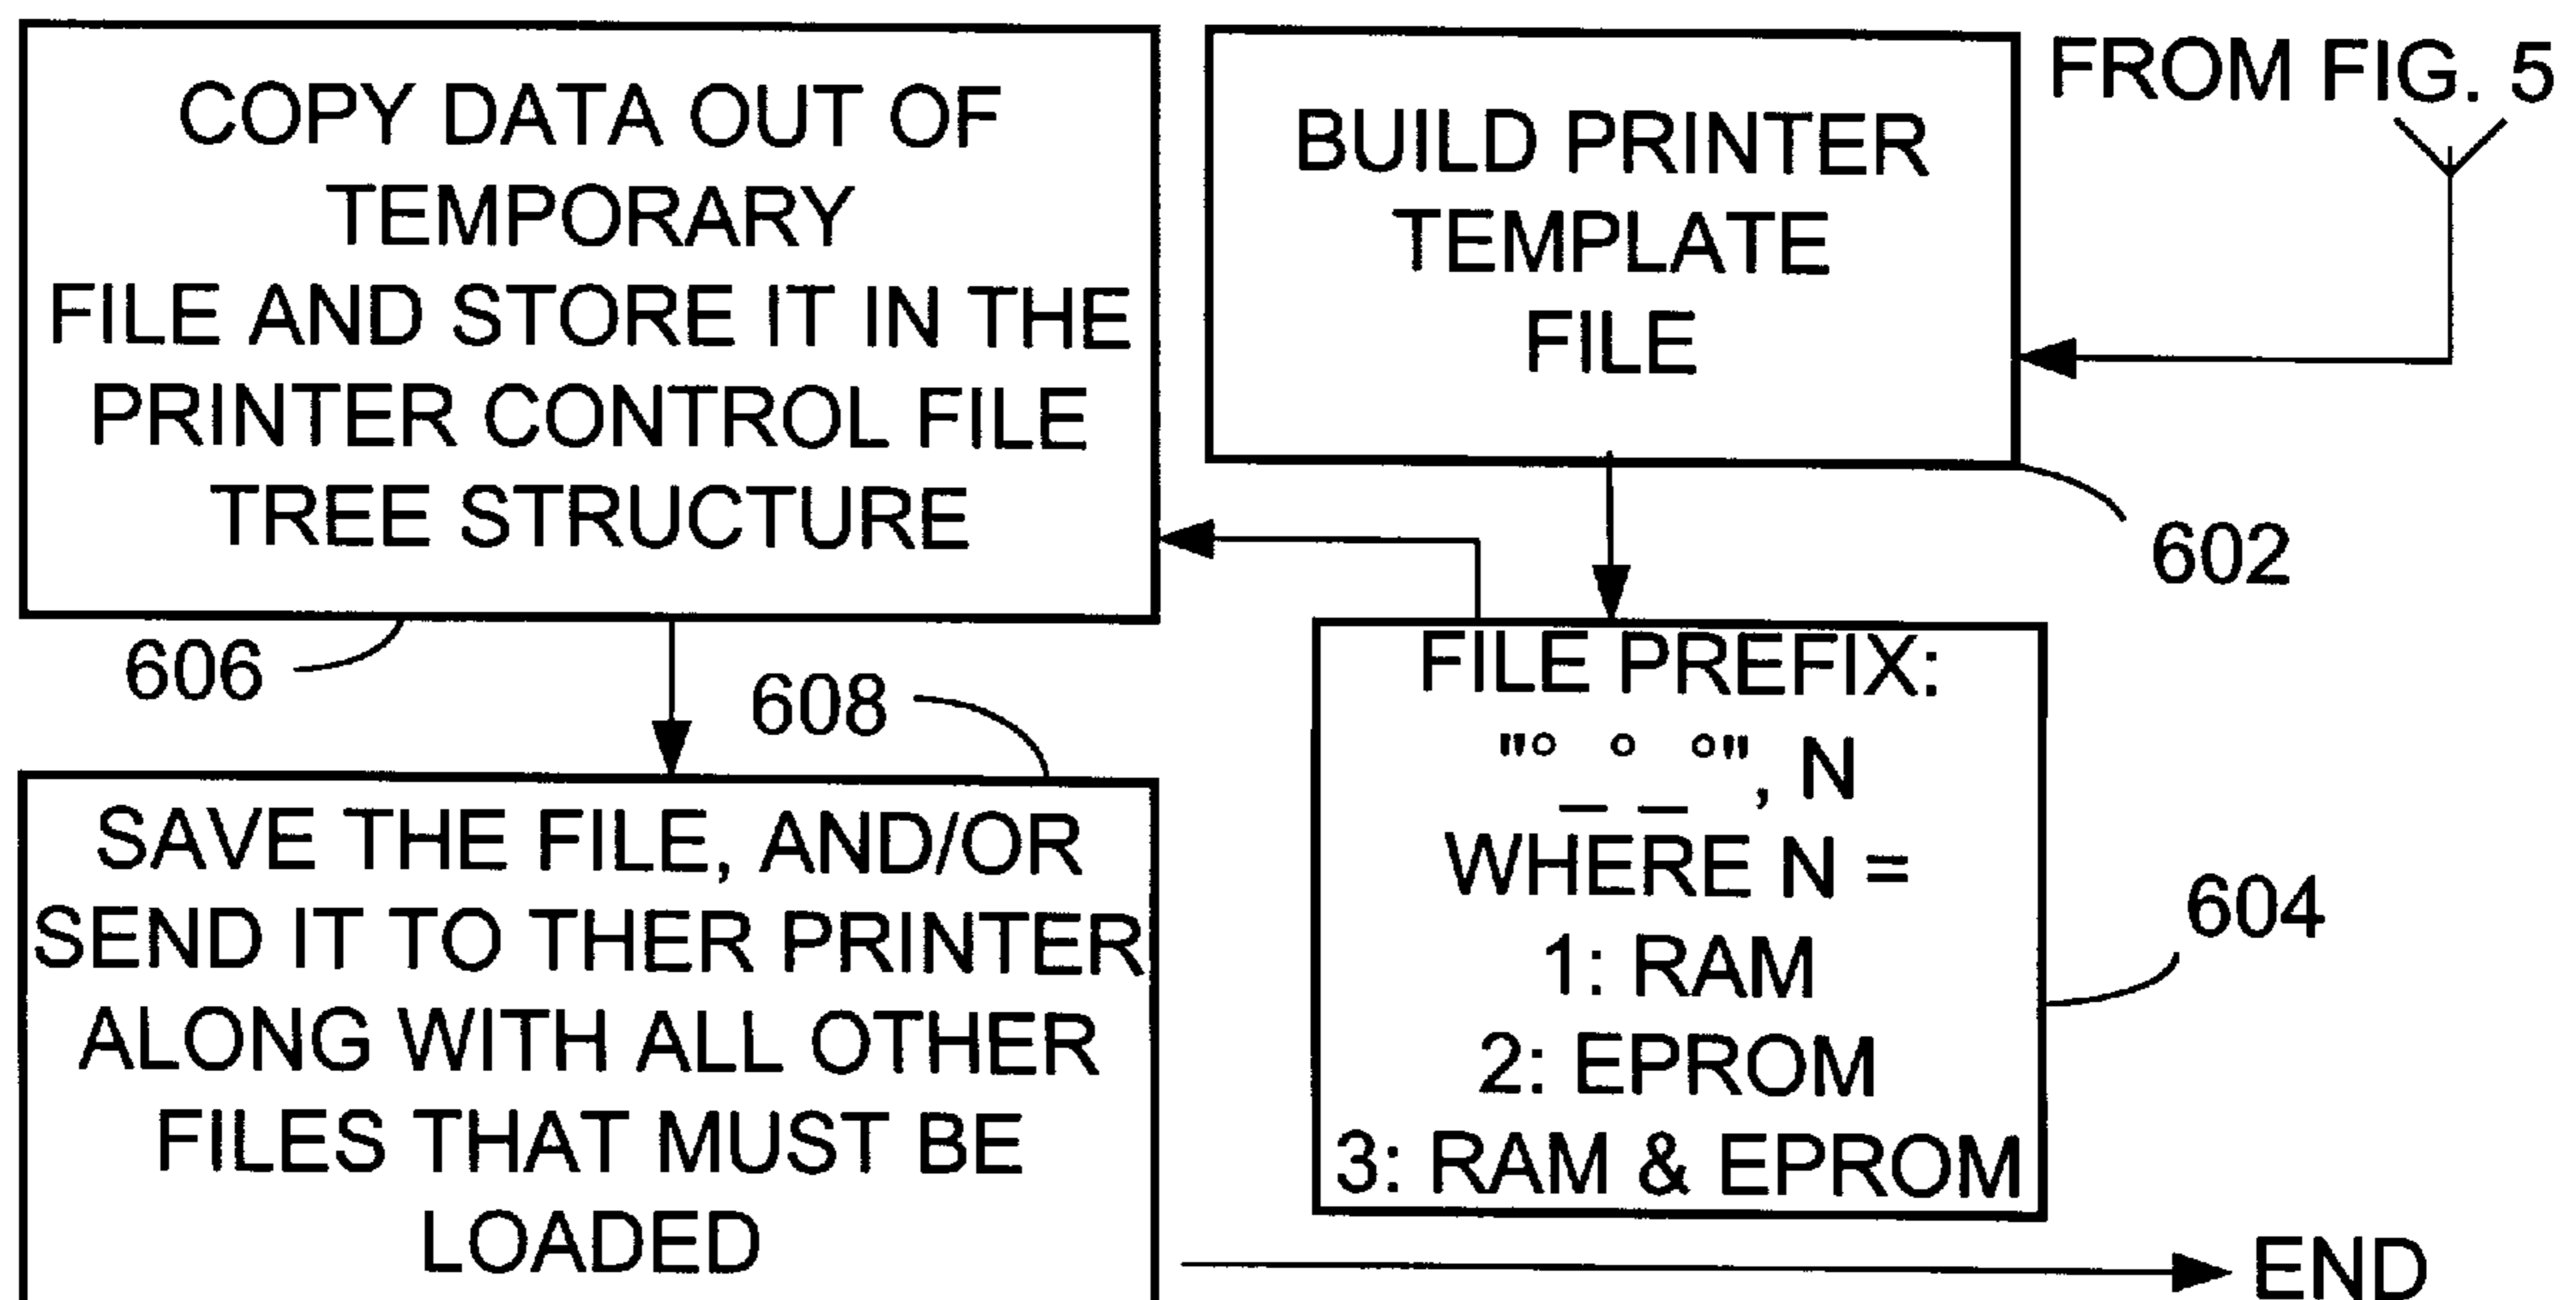 FROM FIG. 5
BUILD PRINTER
TEMPLATE
FILE
602
FILE PREFIX:
"°_°_°", N
WHERE N =
1: RAM
2: EPROM
3: RAM & EPROM
604
COPY DATA OUT OF
TEMPORARY
FILE AND STORE IT IN THE
PRINTER CONTROL FILE
TREE STRUCTURE
606
608
SAVE THE FILE, AND/OR
SEND IT TO THER PRINTER
ALONG WITH ALL OTHER
FILES THAT MUST BE
LOADED
END